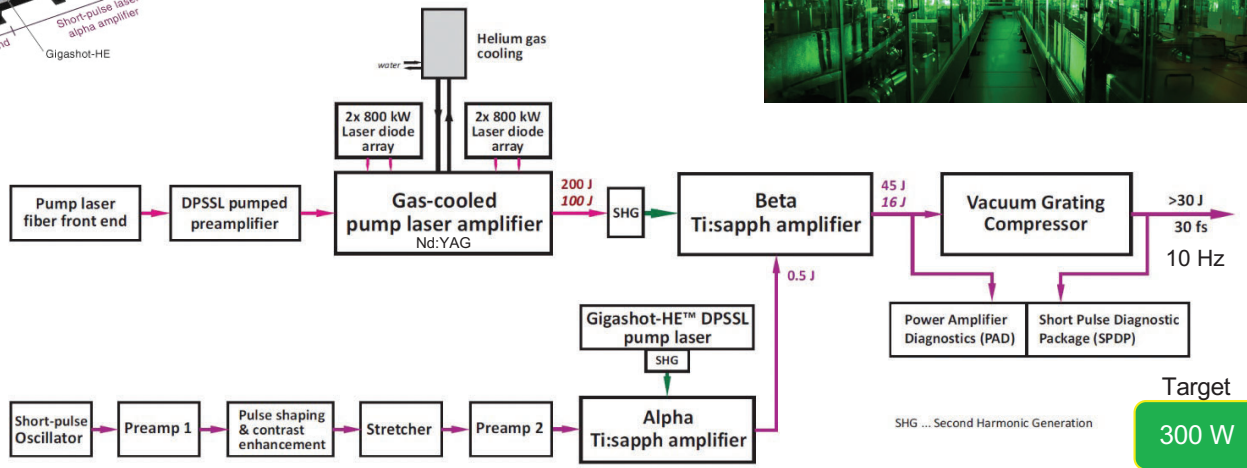 Short-pulse laser
alpha amplifier
Gigashot-HE
Helium gas
cooling
water
2x 800 kW
Laser diode
array
2x 800 kW
Laser diode
array
Pump laser
fiber front end
DPSSL pumped
preamplifier
Gas-cooled
pump laser amplifier
Nd:YAG
200 J
100 J
SHG
Beta
Ti:sapph amplifier
45 J
16 J
Vacuum Grating
Compressor
>30 J
30 fs
10 Hz
0.5 J
Power Amplifier
Diagnostics (PAD)
Short Pulse Diagnostic
Package (SPDP)
Gigashot-HE™ DPSSL
pump laser
SHG
Short-pulse
Oscillator
Preamp 1
Pulse shaping
& contrast
enhancement
Stretcher
Preamp 2
Alpha
Ti:sapph amplifier
SHG ... Second Harmonic Generation
Target
300 W